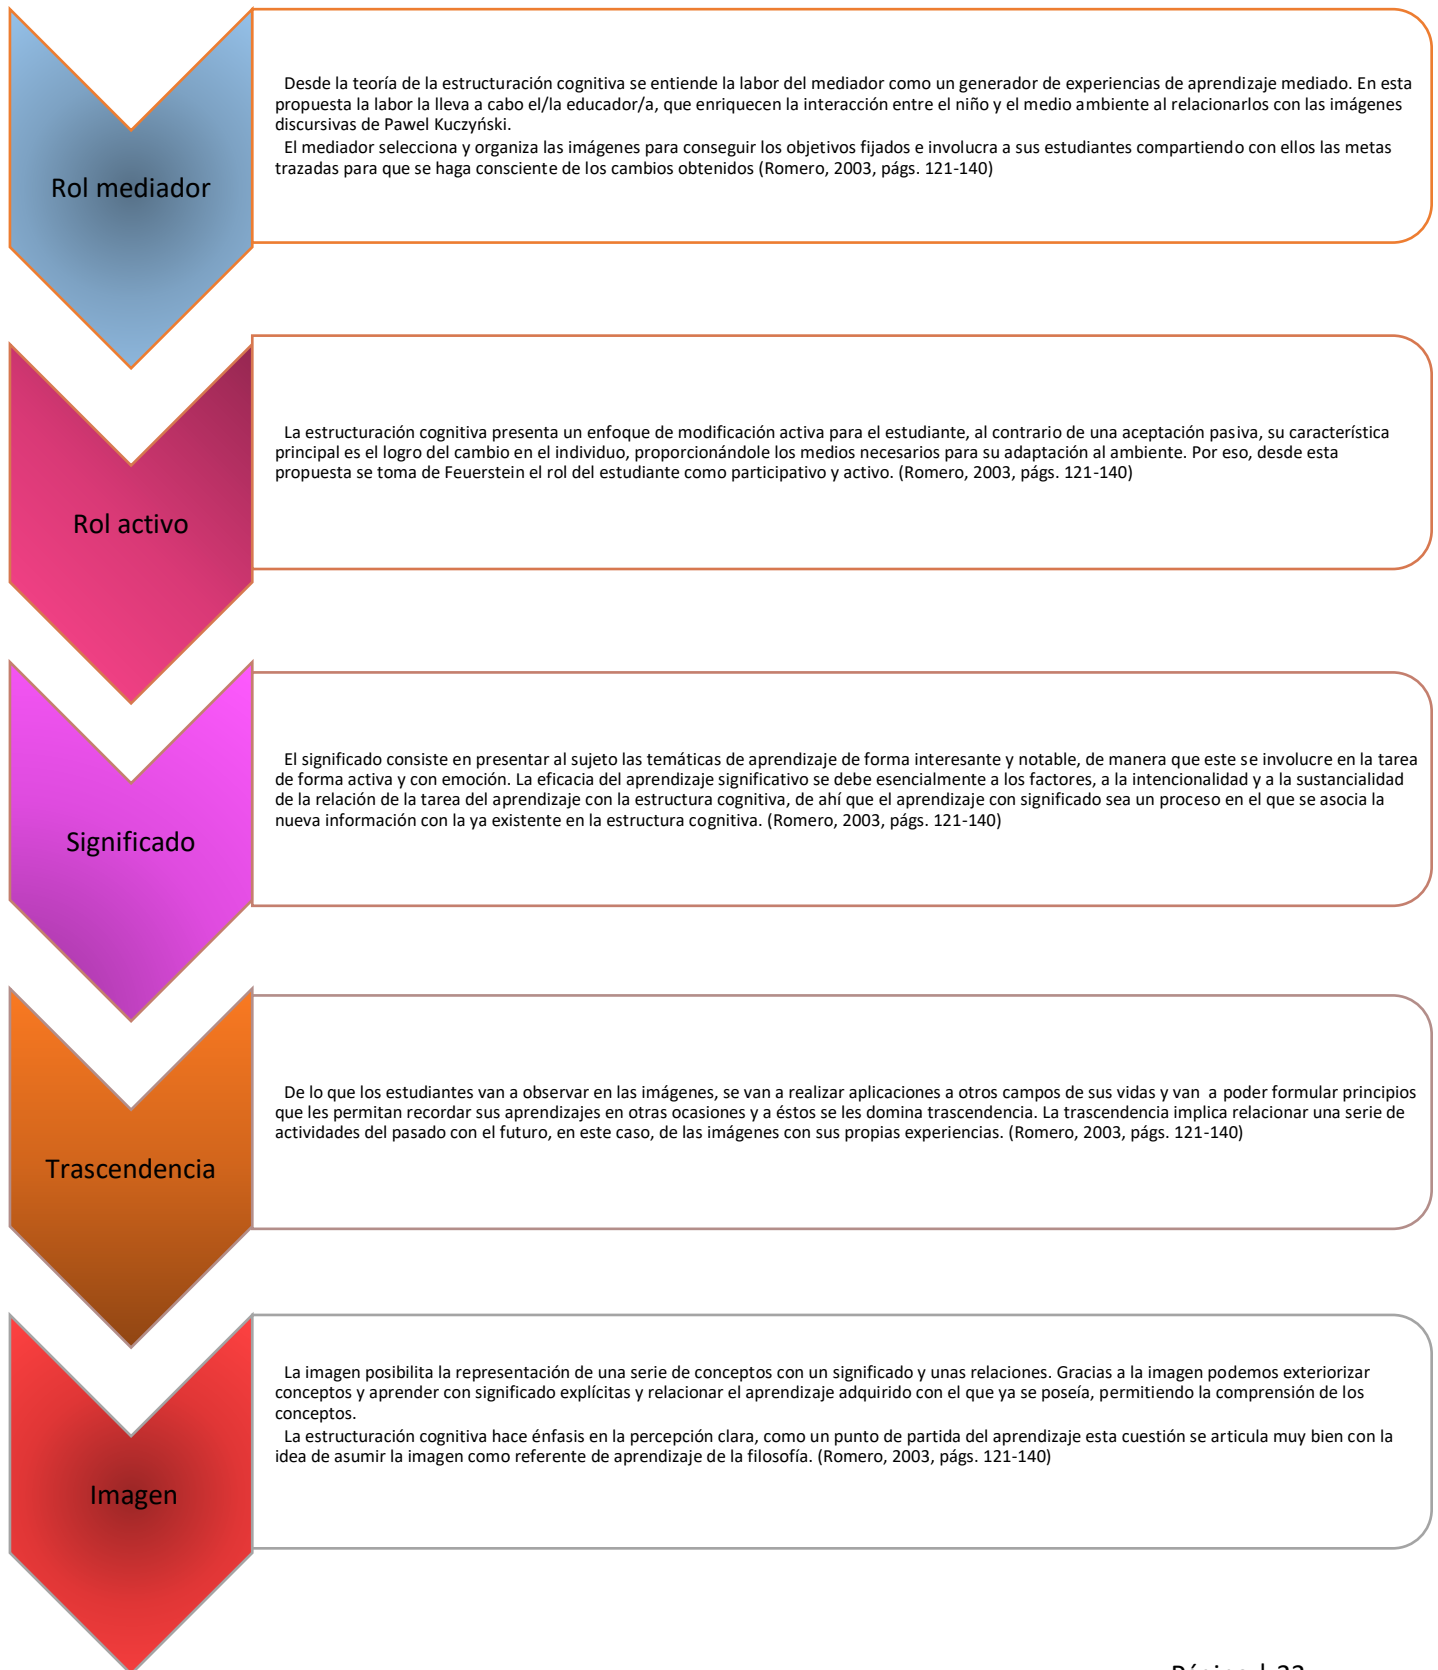 Rol mediador
Desde la teoría de la estructuración cognitiva se entiende la labor del mediador como un generador de experiencias de aprendizaje mediado. En esta
propuesta la labor la lleva a cabo el/la educador/a, que enriquecen la interacción entre el niño y el medio ambiente al relacionarlos con las imágenes
discursivas de Pawel Kuczyński.
El mediador selecciona y organiza las imágenes para conseguir los objetivos fijados e involucra a sus estudiantes compartiendo con ellos las metas
trazadas para que se haga consciente de los cambios obtenidos (Romero, 2003, págs. 121-140)
Rol activo
La estructuración cognitiva presenta un enfoque de modificación activa para el estudiante, al contrario de una aceptación pasiva, su característica
principal es el logro del cambio en el individuo, proporcionándole los medios necesarios para su adaptación al ambiente. Por eso, desde esta
propuesta se toma de Feuerstein el rol del estudiante como participativo y activo. (Romero, 2003, págs. 121-140)
Significado
El significado consiste en presentar al sujeto las temáticas de aprendizaje de forma interesante y notable, de manera que este se involucre en la tarea
de forma activa y con emoción. La eficacia del aprendizaje significativo se debe esencialmente a los factores, a la intencionalidad y a la sustancialidad
de la relación de la tarea del aprendizaje con la estructura cognitiva, de ahí que el aprendizaje con significado sea un proceso en el que se asocia la
nueva información con la ya existente en la estructura cognitiva. (Romero, 2003, págs. 121-140)
Trascendencia
De lo que los estudiantes van a observar en las imágenes, se van a realizar aplicaciones a otros campos de sus vidas y van a poder formular principios
que les permitan recordar sus aprendizajes en otras ocasiones y a éstos se les domina trascendencia. La trascendencia implica relacionar una serie de
actividades del pasado con el futuro, en este caso, de las imágenes con sus propias experiencias. (Romero, 2003, págs. 121-140)
Imagen
La imagen posibilita la representación de una serie de conceptos con un significado y unas relaciones. Gracias a la imagen podemos exteriorizar
conceptos y aprender con significado explícitas y relacionar el aprendizaje adquirido con el que ya se poseía, permitiendo la comprensión de los
conceptos.
La estructuración cognitiva hace énfasis en la percepción clara, como un punto de partida del aprendizaje esta cuestión se articula muy bien con la
idea de asumir la imagen como referente de aprendizaje de la filosofía. (Romero, 2003, págs. 121-140)